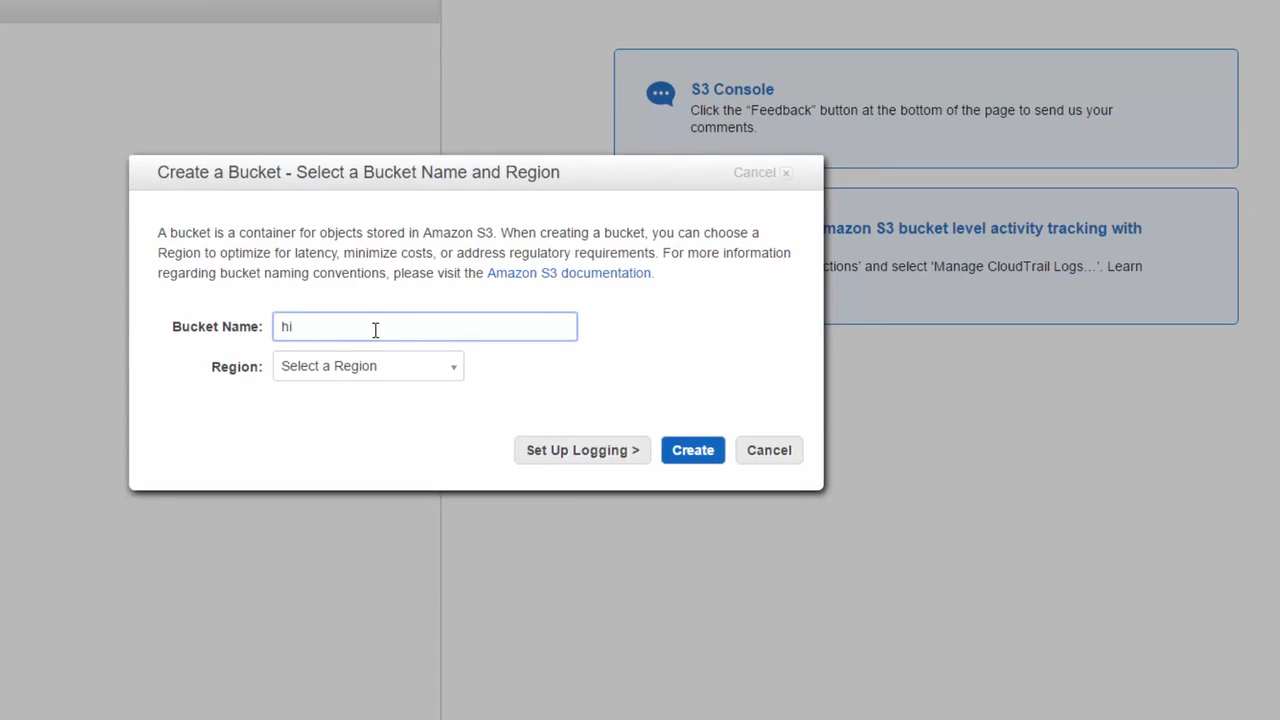 S3 Console
Click the “Feedback” button at the bottom of the page to send us your
comments.
Create a Bucket - Select a Bucket Name and Region
Cancel ×
A bucket is a container for objects stored in Amazon S3. When creating a bucket, you can choose a
Region to optimize for latency, minimize costs, or address regulatory requirements. For more information
regarding bucket naming conventions, please visit the Amazon S3 documentation.
mazon S3 bucket level activity tracking with
ctions’ and select ‘Manage CloudTrail Logs…’. Learn
Bucket Name: hi
Region: Select a Region
Set Up Logging > Create Cancel